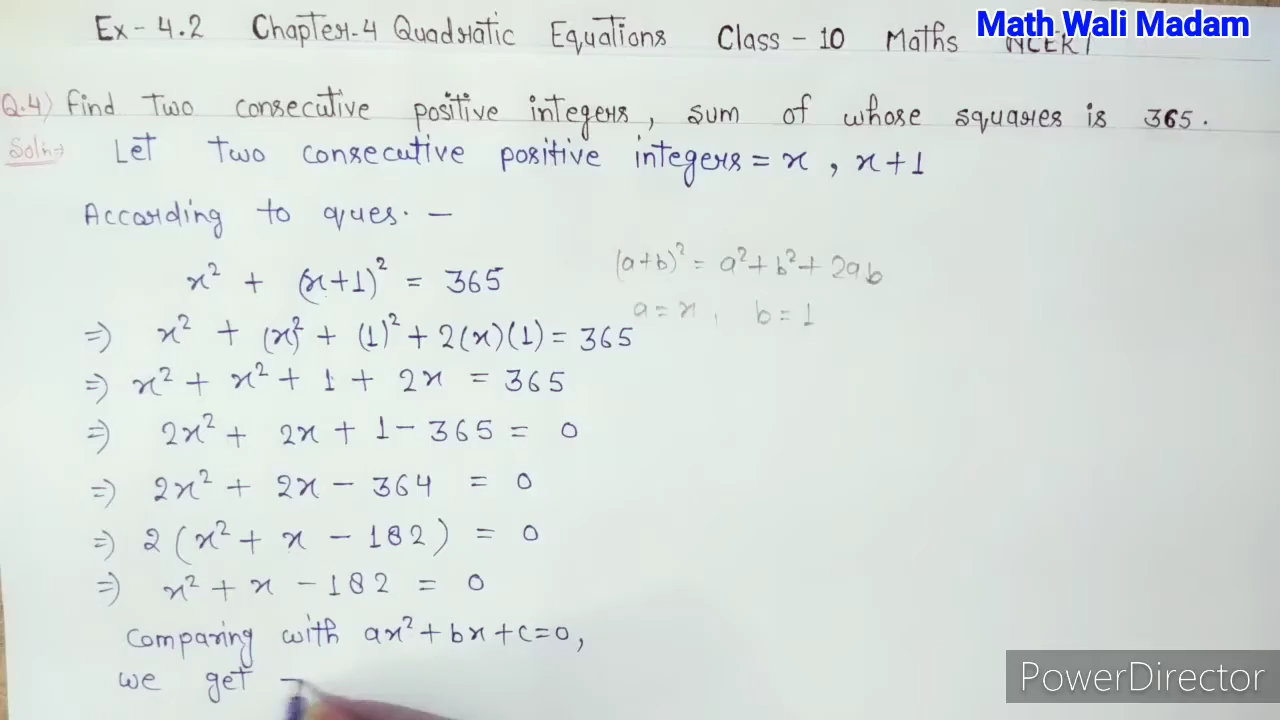 Ex - 4.2 Chapter-4 Quadratic Equations Class - 10 Maths NCERT
Math Wali Madam
Q.4) Find two consecutive positive integers, sum of whose squares is 365.
Soln:→ Let two consecutive positive integers = x, x+1
According to ques. —
x² + (x+1)² = 365
(a+b)² = a² + b² + 2ab
a = x, b = 1
⇒ x² + (x)² + (1)² + 2(x)(1) = 365
⇒ x² + x² + 1 + 2x = 365
⇒ 2x² + 2x + 1 - 365 = 0
⇒ 2x² + 2x - 364 = 0
⇒ 2(x² + x - 182) = 0
⇒ x² + x - 182 = 0
Comparing with ax² + bx + c = 0,
we get -
PowerDirector